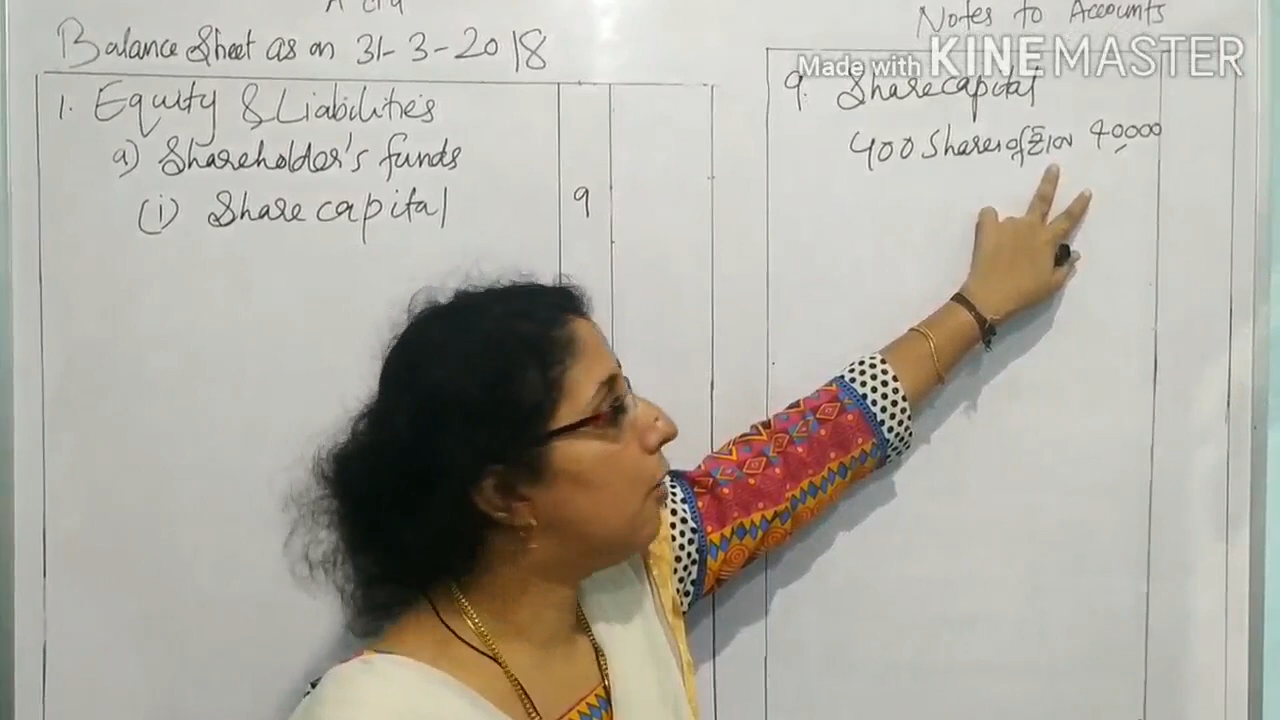 A Ltd
Balance Sheet as on 31-3-2018
1. Equity & Liabilities
a) Shareholder's funds
(i) Share capital 9
Notes to Accounts
Made with KINEMASTER
9. Share capital
400 Shares of ₹100 40000